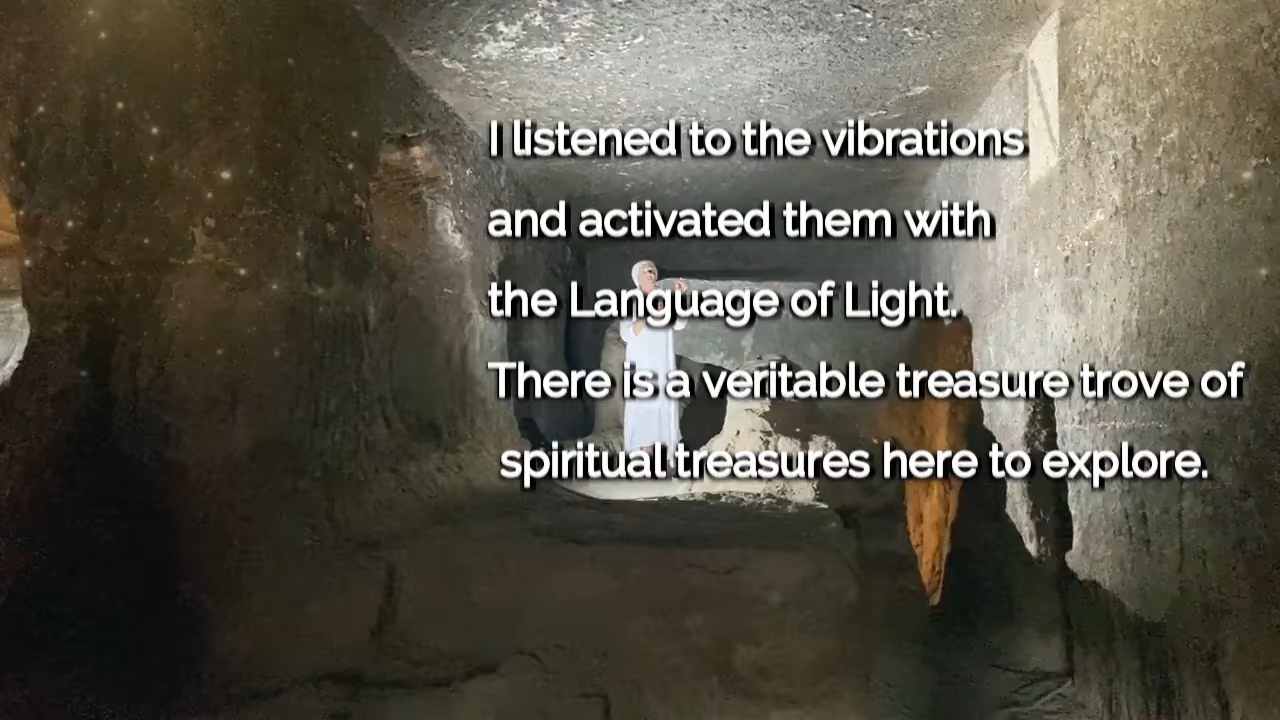 I listened to the vibrations
and activated them with
the Language of Light.
There is a veritable treasure trove of
spiritual treasures here to explore.